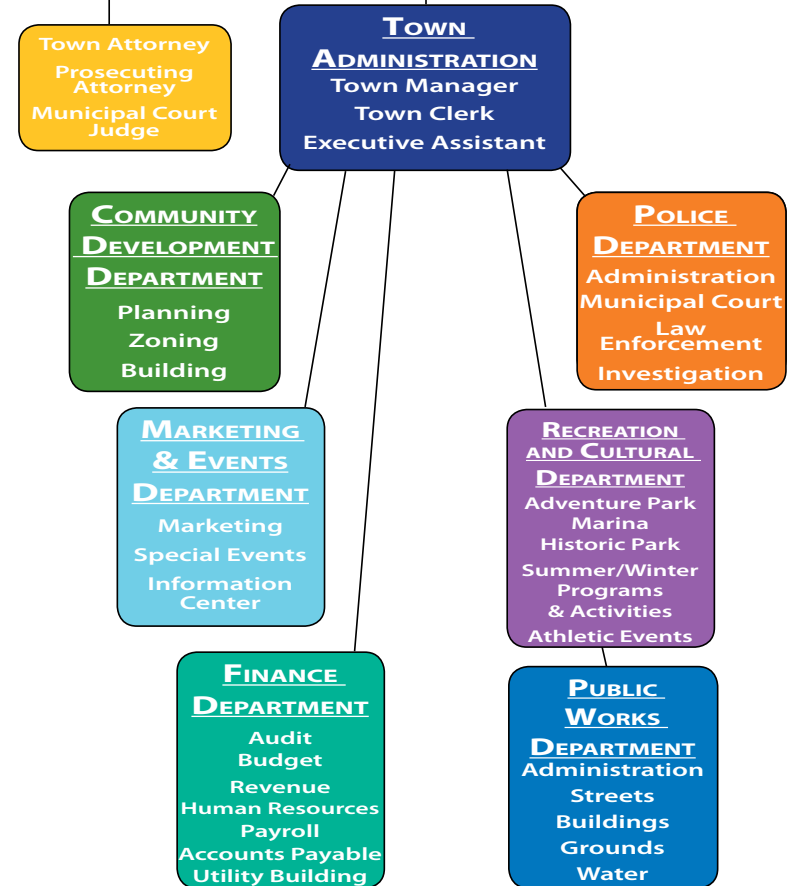 Town Attorney
Prosecuting
Attorney
Municipal Court
Judge
Town
Administration
Town Manager
Town Clerk
Executive Assistant
Community
Development
Department
Planning
Zoning
Building
Police
Department
Administration
Municipal Court
Law
Enforcement
Investigation
Marketing
& Events
Department
Marketing
Special Events
Information
Center
Recreation
and Cultural
Department
Adventure Park
Marina
Historic Park
Summer/Winter
Programs
& Activities
Athletic Events
Finance
Department
Audit
Budget
Revenue
Human Resources
Payroll
Accounts Payable
Utility Building
Public
Works
Department
Administration
Streets
Buildings
Grounds
Water